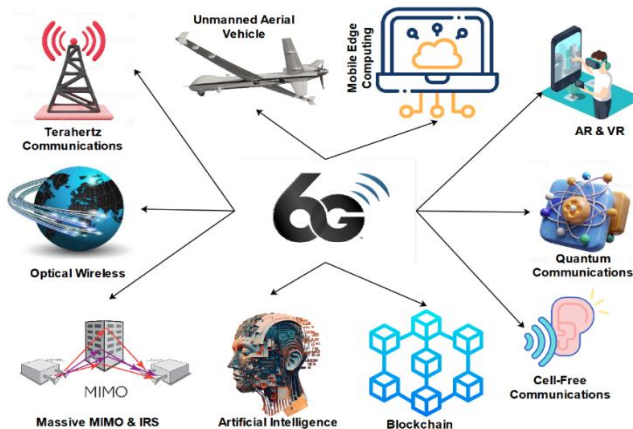 Unmanned Aerial
Vehicle
Mobile Edge
Computing
Terahertz
Communications
AR & VR
6G
Optical Wireless
Quantum
Communications
MIMO
Massive MIMO & IRS
Artificial Intelligence
Blockchain
Cell-Free
Communications